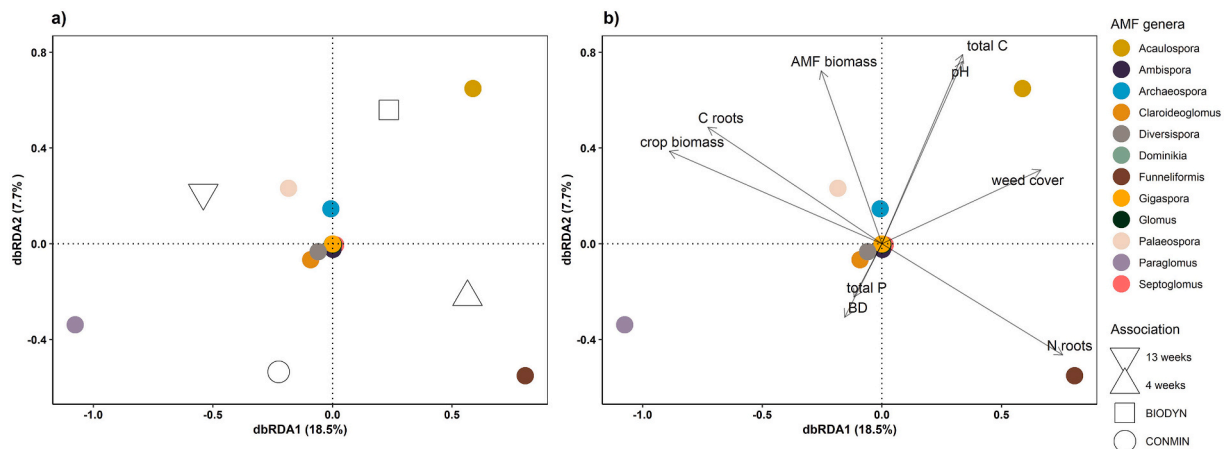 a)
0.8
0.4
0.0
-0.4
dbRDA2 (7.7% )
-1.0
-0.5
0.0
0.5
dbRDA1 (18.5%)
b)
total C
AMF biomass
pH
C roots
crop biomass
weed cover
total P
BD
N roots
0.8
0.4
0.0
-0.4
dbRDA2 (7.7% )
-1.0
-0.5
0.0
0.5
dbRDA1 (18.5%)
AMF genera
Acaulospora
Ambispora
Archaeospora
Claroideoglomus
Diversispora
Dominikia
Funneliformis
Gigaspora
Glomus
Palaeospora
Paraglomus
Septoglomus
Association
13 weeks
4 weeks
BIODYN
CONMIN